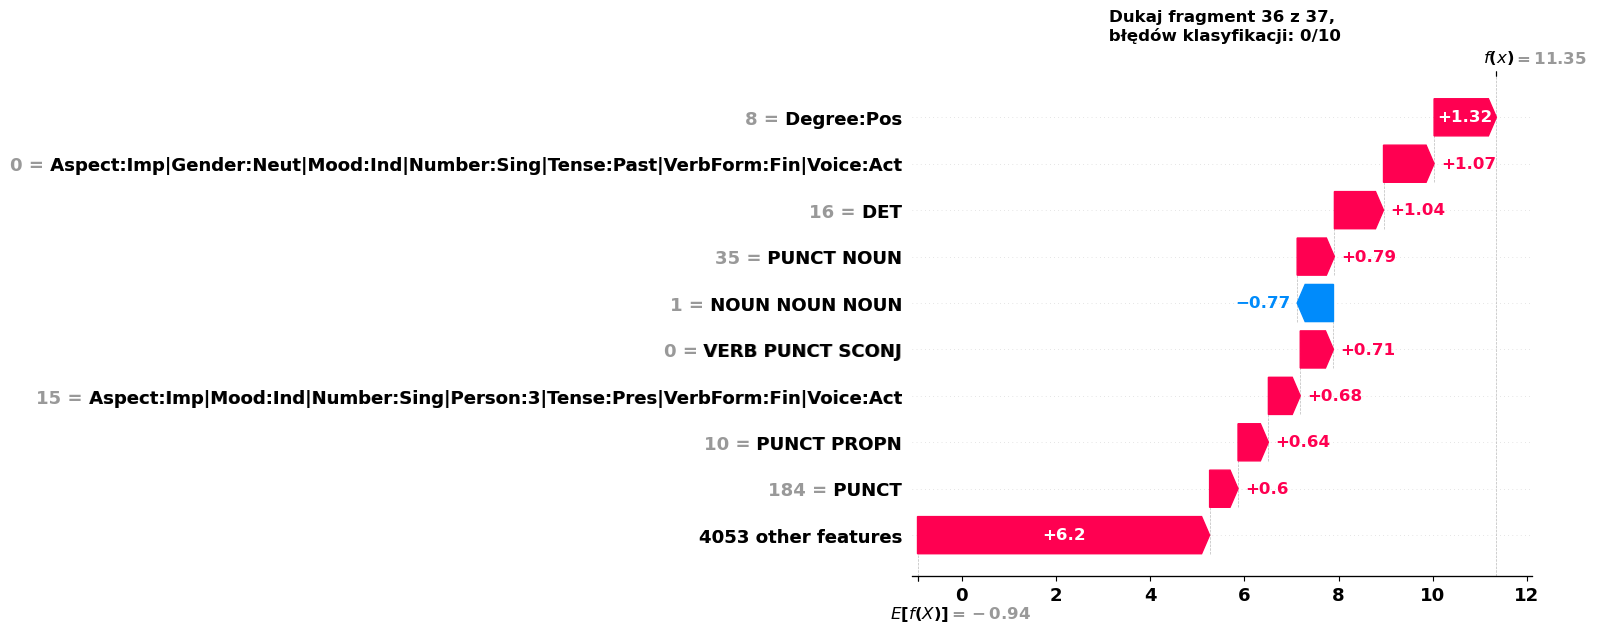 Dukaj fragment 36 z 37,
błędów klasyfikacji: 0/10
f(x) = 11.35
8 = Degree:Pos
+1.32
0 = Aspect:Imp|Gender:Neut|Mood:Ind|Number:Sing|Tense:Past|VerbForm:Fin|Voice:Act
+1.07
16 = DET
+1.04
35 = PUNCT NOUN
+0.79
1 = NOUN NOUN NOUN
−0.77
0 = VERB PUNCT SCONJ
+0.71
15 = Aspect:Imp|Mood:Ind|Number:Sing|Person:3|Tense:Pres|VerbForm:Fin|Voice:Act
+0.68
10 = PUNCT PROPN
+0.64
184 = PUNCT
+0.6
4053 other features
+6.2
0 2 4 6 8 10 12
E[f(X)] = −0.94